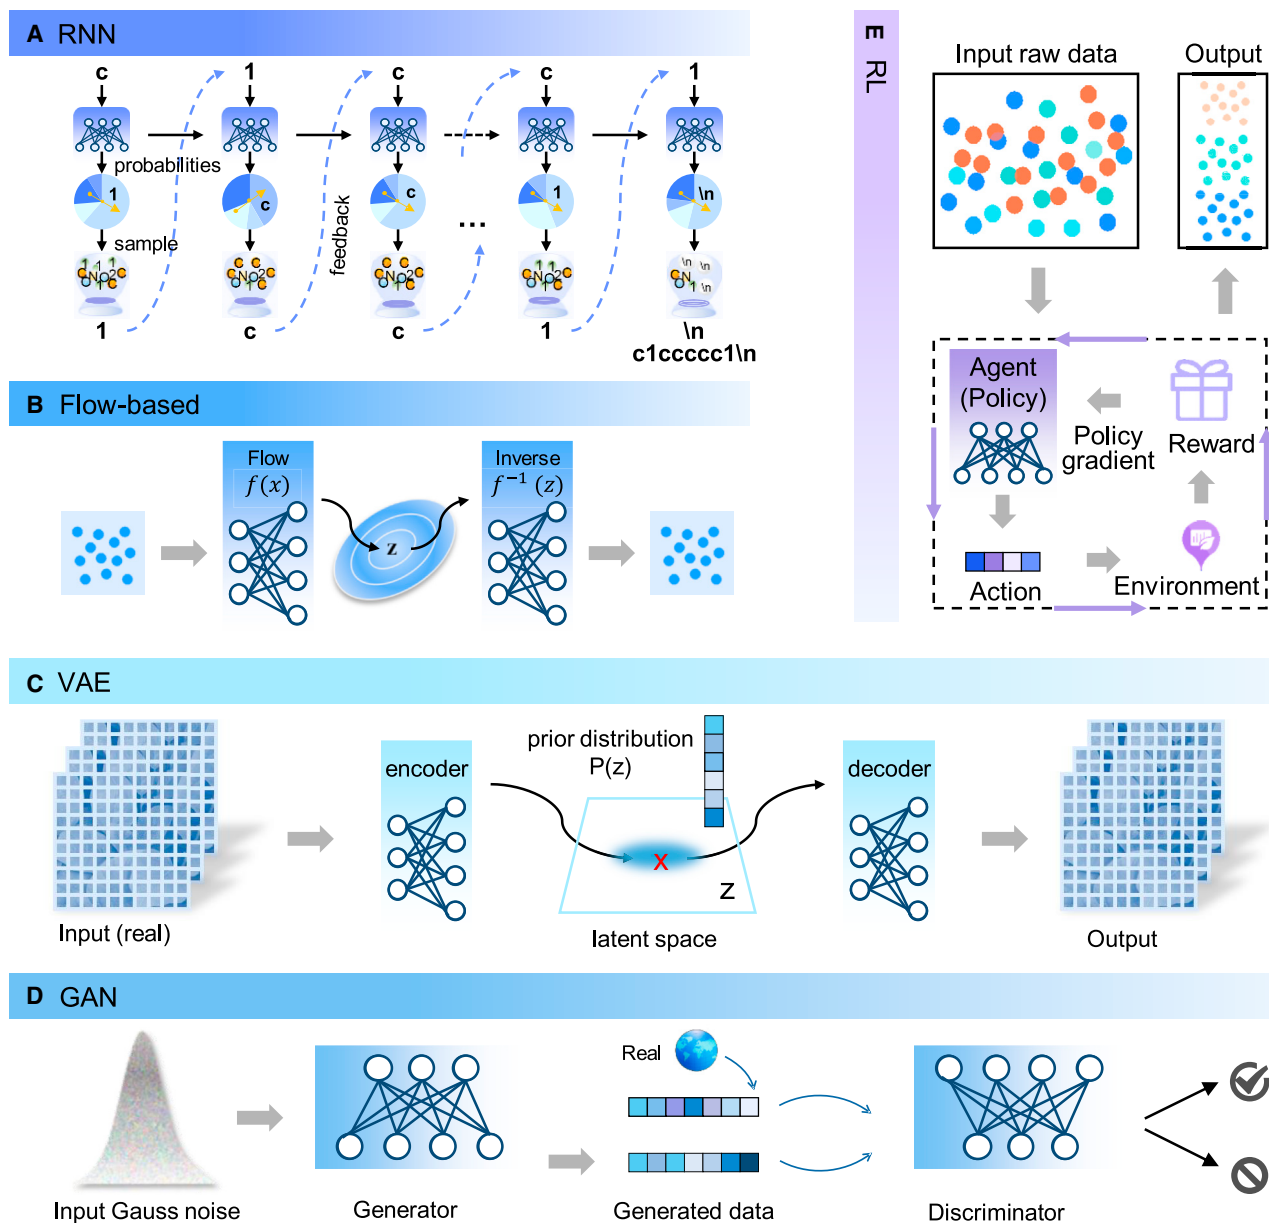 A RNN
c 1 c c 1
probabilities
1 c c 1 \n
sample
feedback
...
1 c c 1 \n
c1ccccc1\n
B Flow-based
Flow
f(x)
z
Inverse
f⁻¹(z)
E RL
Input raw data
Output
Agent
(Policy)
Policy
gradient
Reward
Action
Environment
C VAE
Input (real)
encoder
prior distribution
P(z)
x
z
latent space
decoder
Output
D GAN
Input Gauss noise
Generator
Real
Generated data
Discriminator